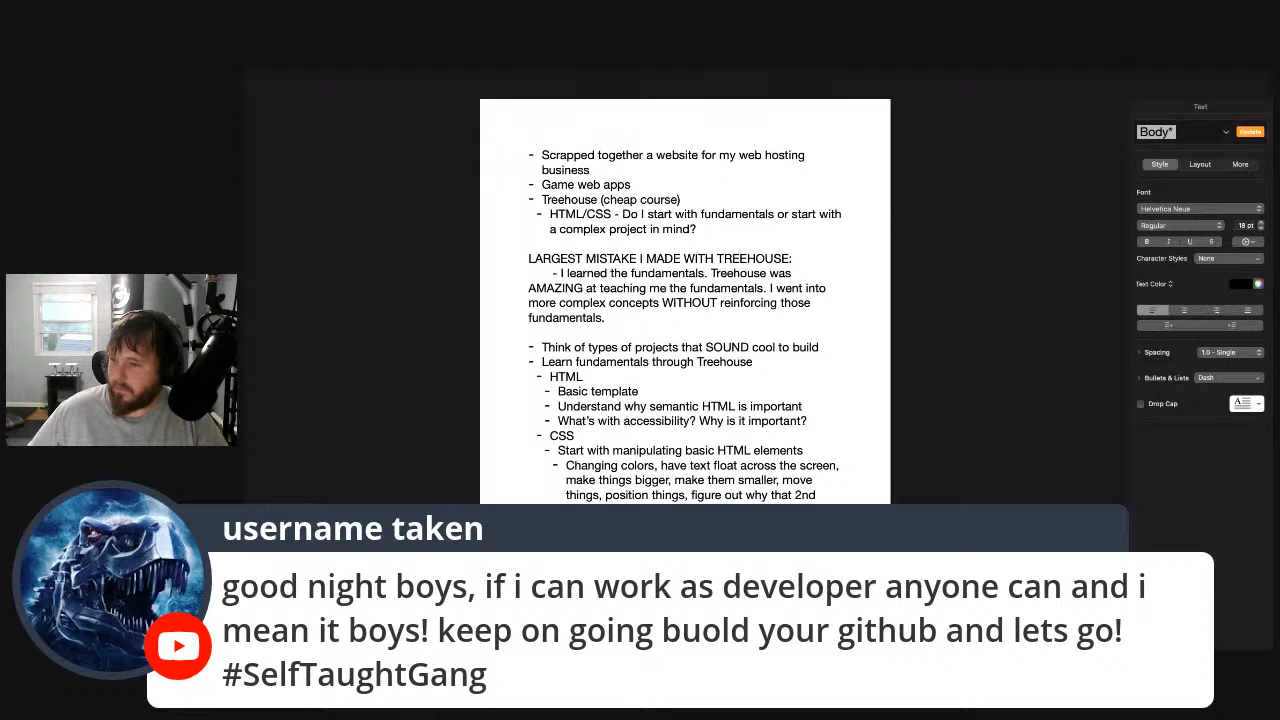 - Scrapped together a website for my web hosting
business
- Game web apps
- Treehouse (cheap course)
- HTML/CSS - Do I start with fundamentals or start with
a complex project in mind?
LARGEST MISTAKE I MADE WITH TREEHOUSE:
- I learned the fundamentals. Treehouse was
AMAZING at teaching me the fundamentals. I went into
more complex concepts WITHOUT reinforcing those
fundamentals.
- Think of types of projects that SOUND cool to build
- Learn fundamentals through Treehouse
- HTML
- Basic template
- Understand why semantic HTML is important
- What's with accessibility? Why is it important?
- CSS
- Start with manipulating basic HTML elements
- Changing colors, have text float across the screen,
make things bigger, make them smaller, move
things, position things, figure out why that 2nd
Text
Body*
Update
Style Layout More
Font
Helvetica Neue
Regular 18 pt
B I U S
Character Styles None
Text Color
Spacing 1.0 - Single
Bullets & Lists Dash
Drop Cap
username taken
good night boys, if i can work as developer anyone can and i
mean it boys! keep on going buold your github and lets go!
#SelfTaughtGang